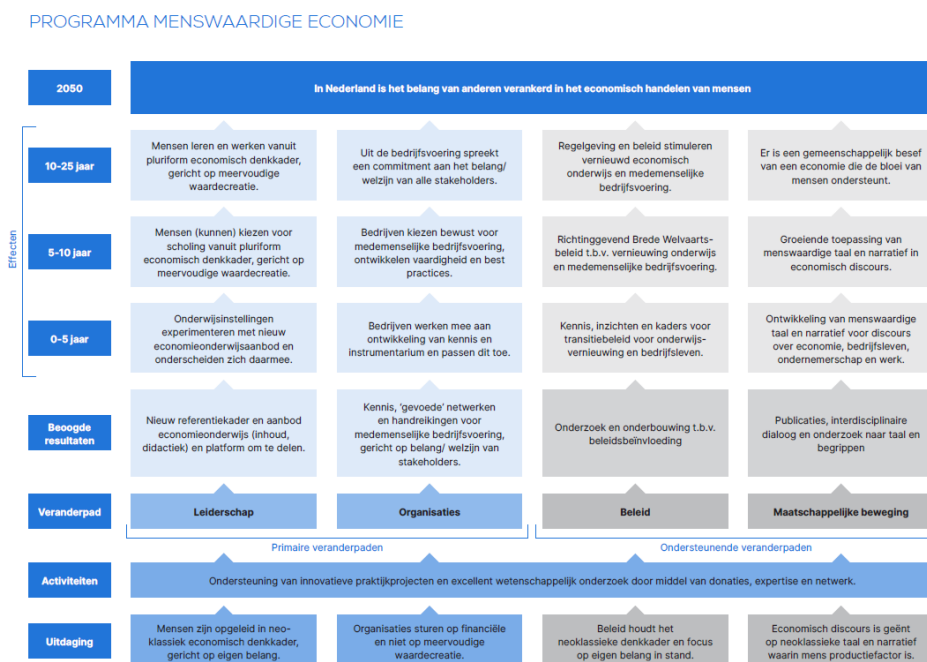 PROGRAMMA MENSWAARDIGE ECONOMIE
2050
In Nederland is het belang van anderen verankerd in het economisch handelen van mensen
Effecten
10-25 jaar
Mensen leren en werken vanuit
pluriform economisch denkkader,
gericht op meervoudige
waardecreatie.
Uit de bedrijfsvoering spreekt
een commitment aan het belang/
welzijn van alle stakeholders.
Regelgeving en beleid stimuleren
vernieuwd economisch
onderwijs en medemenselijke
bedrijfsvoering.
Er is een gemeenschappelijk besef
van een economie die de bloei van
mensen ondersteunt.
5-10 jaar
Mensen (kunnen) kiezen voor
scholing vanuit pluriform
economisch denkkader, gericht op
meervoudige waardecreatie.
Bedrijven kiezen bewust voor
medemenselijke bedrijfsvoering,
ontwikkelen vaardigheid en best
practices.
Richtinggevend Brede Welvaarts-
beleid t.b.v. vernieuwing onderwijs
en medemenselijke bedrijfsvoering.
Groeiende toepassing van
menswaardige taal en narratief in
economisch discours.
0-5 jaar
Onderwijsinstellingen
experimenteren met nieuw
economieonderwijsaanbod en
onderscheiden zich daarmee.
Bedrijven werken mee aan
ontwikkeling van kennis en
instrumentarium en passen dit toe.
Kennis, inzichten en kaders voor
transitiebeleid voor onderwijs-
vernieuwing en bedrijfsleven.
Ontwikkeling van menswaardige
taal en narratief voor discours
over economie, bedrijfsleven,
ondernemerschap en werk.
Beoogde
resultaten
Nieuw referentiekader en aanbod
economieonderwijs (inhoud,
didactiek) en platform om te delen.
Kennis, 'gevoede' netwerken
en handreikingen voor
medemenselijke bedrijfsvoering,
gericht op belang/ welzijn van
stakeholders.
Onderzoek en onderbouwing t.b.v.
beleidsbeïnvloeding
Publicaties, interdisciplinaire
dialoog en onderzoek naar taal en
begrippen
Veranderpad
Leiderschap
Organisaties
Beleid
Maatschappelijke beweging
Primaire veranderpaden
Ondersteunende veranderpaden
Activiteiten
Ondersteuning van innovatieve praktijkprojecten en excellent wetenschappelijk onderzoek door middel van donaties, expertise en netwerk.
Uitdaging
Mensen zijn opgeleid in neo-
klassiek economisch denkkader,
gericht op eigen belang.
Organisaties sturen op financiële
en niet op meervoudige
waardecreatie.
Beleid houdt het
neoklassieke denkkader en focus
op eigen belang in stand.
Economisch discours is geënt
op neoklassieke taal en narratief
waarin mens productiefactor is.